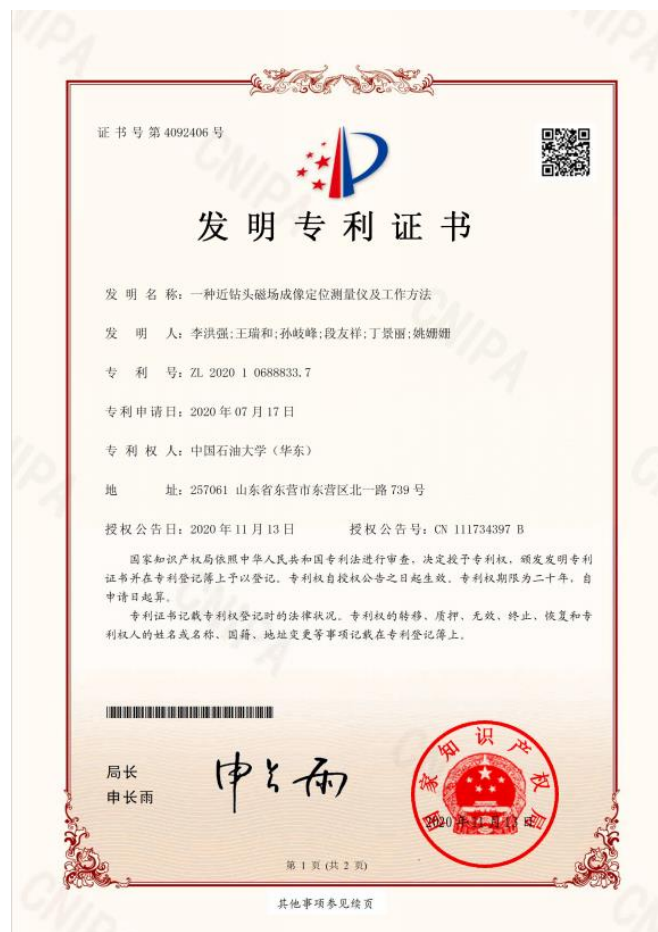 证书号第4092406号
发明专利证书
发 明 名 称：一种近钻头磁场成像定位测量仪及工作方法
发 明 人：李洪强;王瑞和;孙岐峰;段友祥;丁景丽;姚姗姗
专 利 号：ZL 2020 1 0688833.7
专利申请日：2020年07月17日
专 利 权 人：中国石油大学（华东）
地 址：257061 山东省东营市东营区北一路739号
授权公告日：2020年11月13日 授权公告号：CN 111734397 B
国家知识产权局依照中华人民共和国专利法进行审查，决定授予专利权，颁发发明专利
证书并在专利登记簿上予以登记。专利权自授权公告之日起生效。专利权期限为二十年，自
申请日起算。
专利证书记载专利权登记时的法律状况。专利权的转移、质押、无效、终止、恢复和专
利权人的姓名或名称、国籍、地址变更等事项记载在专利登记簿上。
局长
申长雨
申长雨
国家知识产权局
2020年11月13日
第 1 页 (共 2 页)
其他事项参见续页
CNIPA